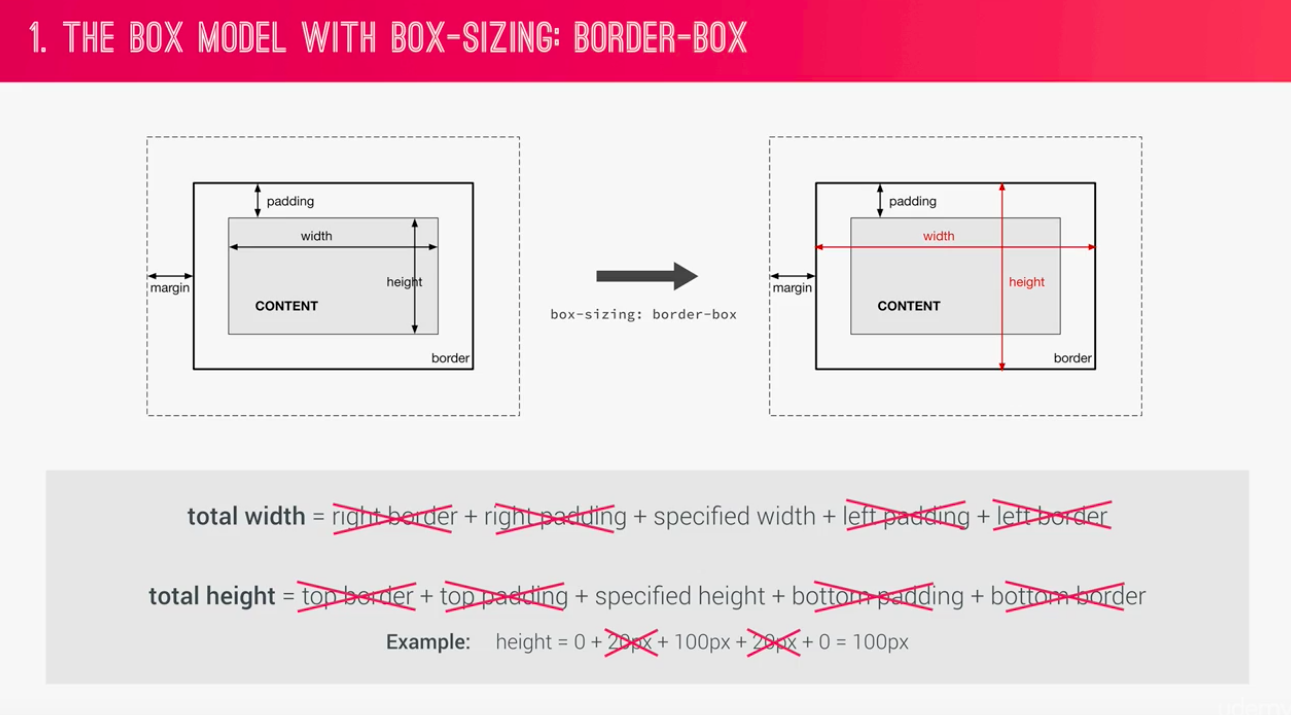 1. THE BOX MODEL WITH BOX-SIZING: BORDER-BOX
padding
width
height
margin
CONTENT
border
box-sizing: border-box
padding
width
height
margin
CONTENT
border
total width = right border + right padding + specified width + left padding + left border
total height = top border + top padding + specified height + bottom padding + bottom border
Example: height = 0 + 20px + 100px + 20px + 0 = 100px
udemy